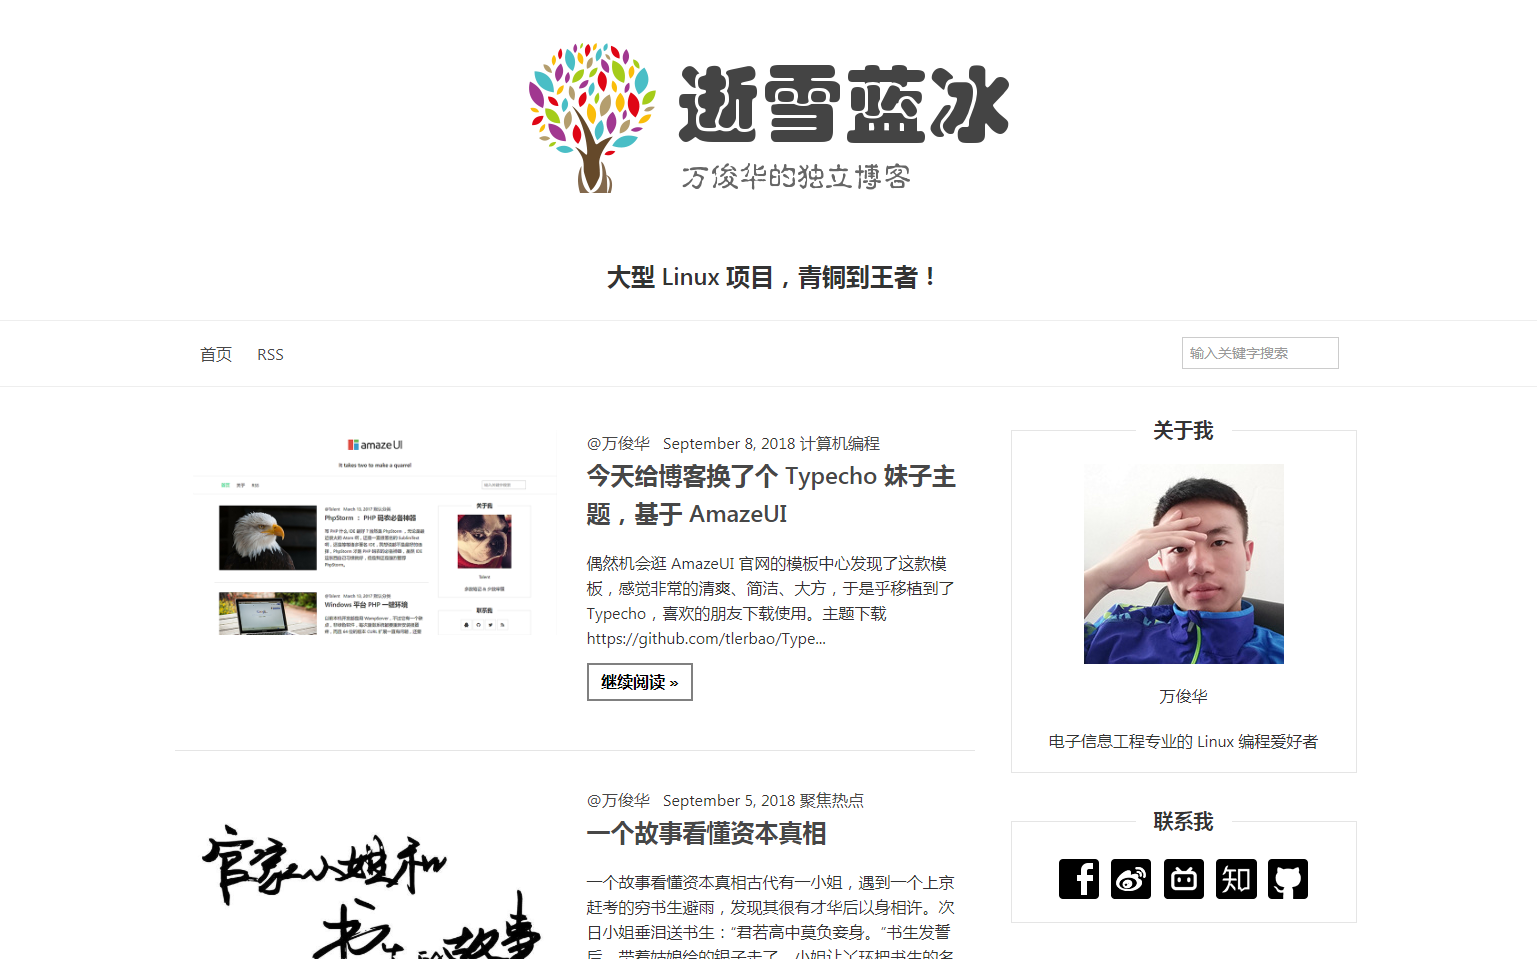 逝雪蓝冰
万俊华的独立博客
大型 Linux 项目，青铜到王者！
首页 RSS
输入关键字搜索
amaze UI
It takes two to make a quarrel
@万俊华 September 8, 2018 计算机编程
今天给博客换了个 Typecho 妹子主
题，基于 AmazeUI
偶然机会逛 AmazeUI 官网的模板中心发现了这款模
板，感觉非常的清爽、简洁、大方，于是乎移植到了
Typecho，喜欢的朋友下载使用。主题下载
https://github.com/tlerbao/Type...
继续阅读 »
PhpStorm ： PHP 码农必备神器
Windows 平台 PHP 一键环境
关于我
联系我
官家小姐和
书生的故事
@万俊华 September 5, 2018 聚焦热点
一个故事看懂资本真相
一个故事看懂资本真相古代有一小姐，遇到一个上京
赶考的穷书生避雨，发现其很有才华后以身相许。次
日小姐垂泪送书生：“君若高中莫负妾身。”书生发誓
后，带着姑娘给的银子走了，小姐让丫环把书生的名
关于我
万俊华
电子信息工程专业的 Linux 编程爱好者
联系我
知